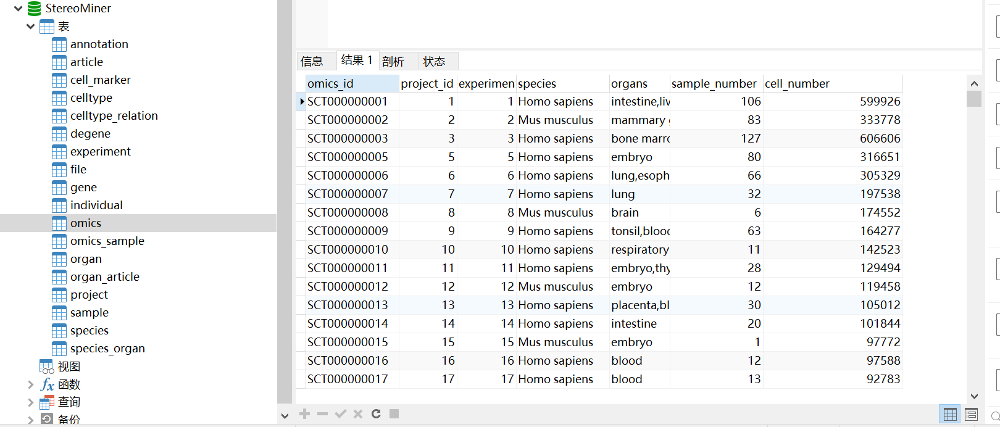 StereoMiner
表
annotation
article
cell_marker
celltype
celltype_relation
degene
experiment
file
gene
individual
omics
omics_sample
organ
organ_article
project
sample
species
species_organ
视图
fx 函数
查询
备份
信息 结果 1 剖析 状态
omics_id project_id experimen species organs sample_number cell_number
SCT000000001 1 1 Homo sapiens intestine,liv 106 599926
SCT000000002 2 2 Mus musculus mammary 83 333778
SCT000000003 3 3 Homo sapiens bone marrc 127 606606
SCT000000005 5 5 Homo sapiens embryo 80 316651
SCT000000006 6 6 Homo sapiens lung,esoph 66 305329
SCT000000007 7 7 Homo sapiens lung 32 197538
SCT000000008 8 8 Mus musculus brain 6 174552
SCT000000009 9 9 Homo sapiens tonsil,blood 63 164277
SCT000000010 10 10 Homo sapiens respiratory 11 142523
SCT000000011 11 11 Homo sapiens embryo,thy 28 129494
SCT000000012 12 12 Mus musculus embryo 12 119458
SCT000000013 13 13 Homo sapiens placenta,bl 30 105012
SCT000000014 14 14 Homo sapiens intestine 20 101844
SCT000000015 15 15 Mus musculus embryo 1 97772
SCT000000016 16 16 Homo sapiens blood 12 97588
SCT000000017 17 17 Homo sapiens blood 13 92783